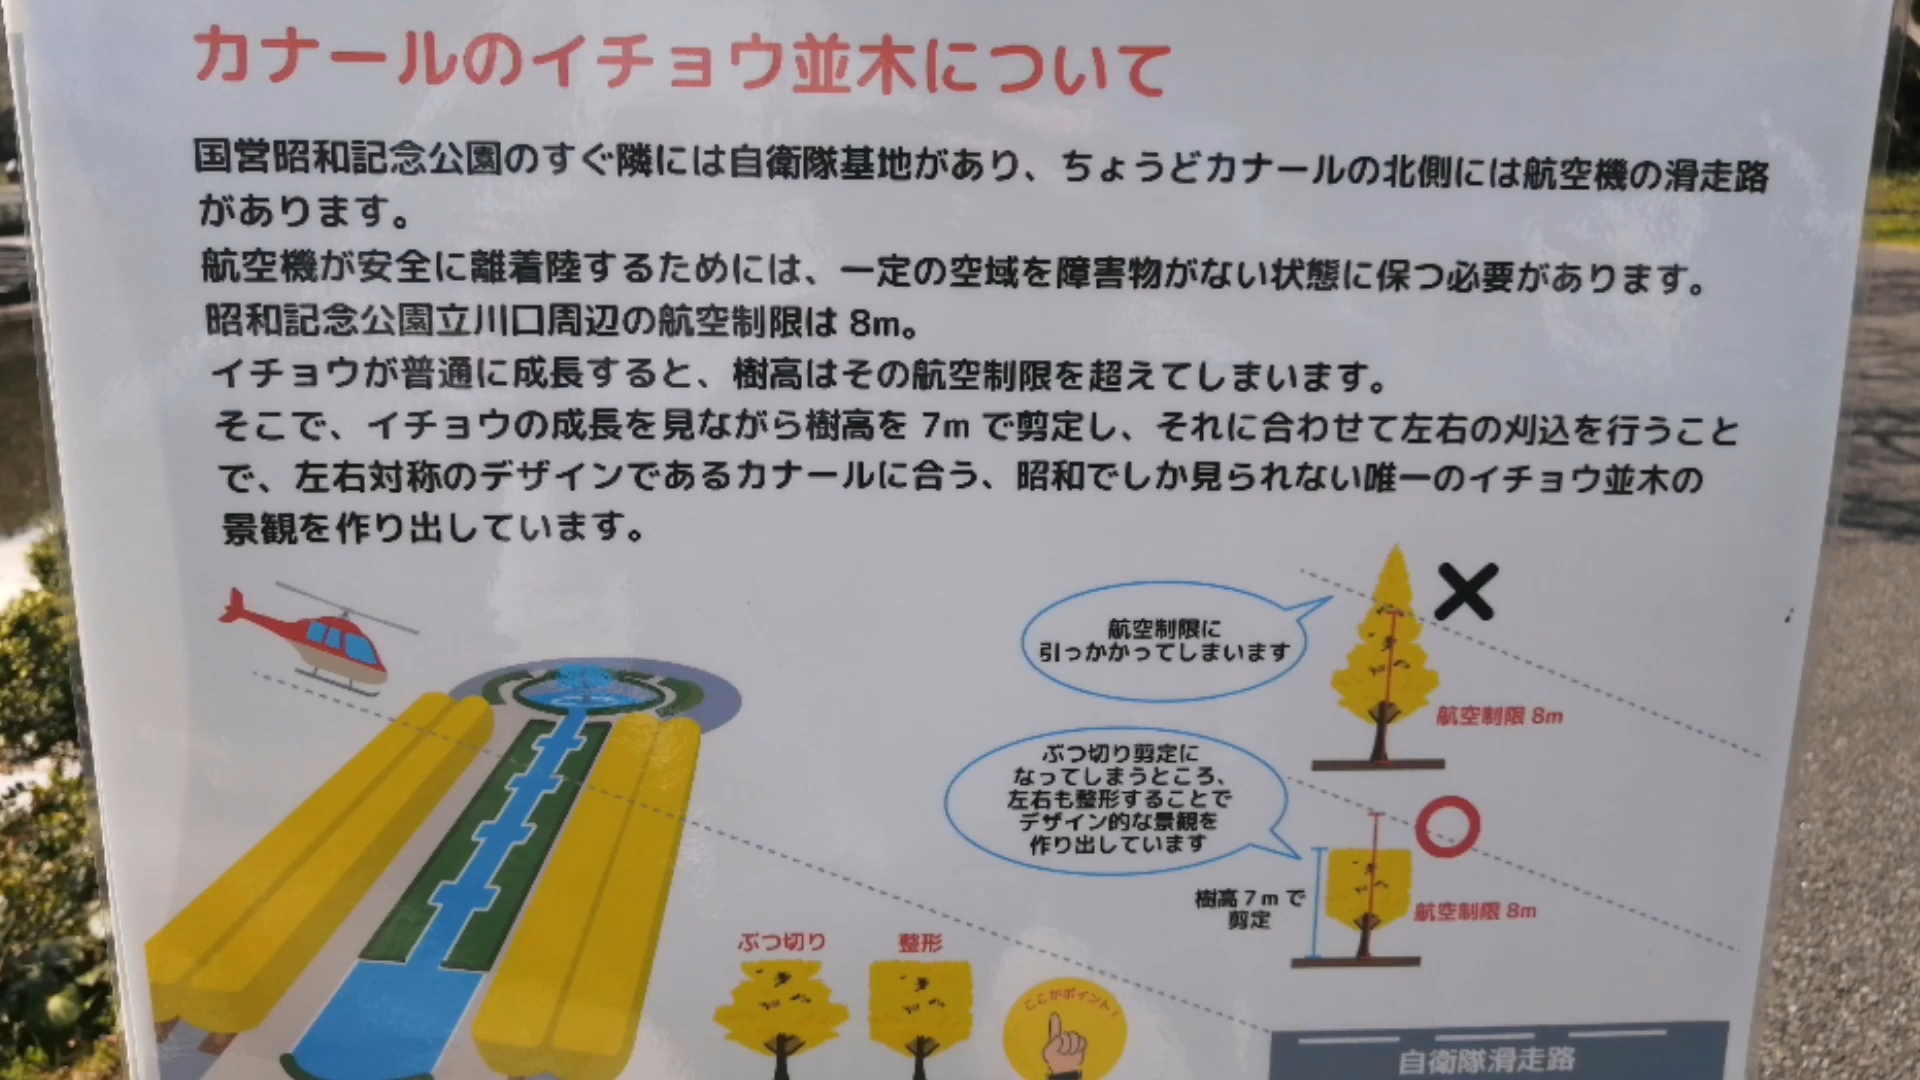 カナールのイチョウ並木について
国営昭和記念公園のすぐ隣には自衛隊基地があり、ちょうどカナールの北側には航空機の滑走路
があります。
航空機が安全に離着陸するためには、一定の空域を障害物がない状態に保つ必要があります。
昭和記念公園立川口周辺の航空制限は 8m。
イチョウが普通に成長すると、樹高はその航空制限を超えてしまいます。
そこで、イチョウの成長を見ながら樹高を 7m で剪定し、それに合わせて左右の刈込を行うこと
で、左右対称のデザインであるカナールに合う、昭和でしか見られない唯一のイチョウ並木の
景観を作り出しています。
航空制限に
引っかかってしまいます
航空制限 8m
ぶつ切り剪定に
なってしまうところ、
左右も整形することで
デザイン的な景観を
作り出しています
樹高 7 m で
剪定
航空制限 8m
ぶつ切り
整形
ここがポイント!
自衛隊滑走路